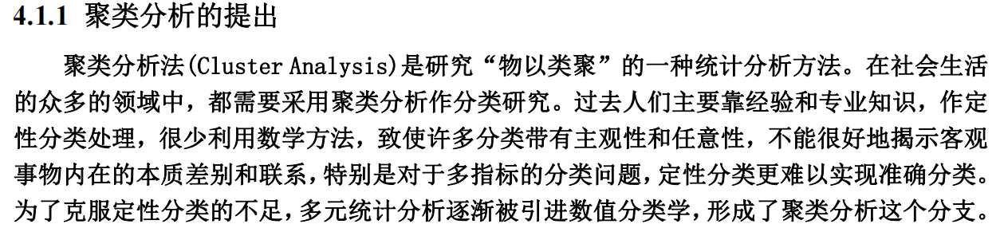 4.1.1 聚类分析的提出
聚类分析法(Cluster Analysis)是研究“物以类聚”的一种统计分析方法。在社会生活
的众多的领域中，都需要采用聚类分析作分类研究。过去人们主要靠经验和专业知识，作定
性分类处理，很少利用数学方法，致使许多分类带有主观性和任意性，不能很好地揭示客观
事物内在的本质差别和联系，特别是对于多指标的分类问题，定性分类更难以实现准确分类。
为了克服定性分类的不足，多元统计分析逐渐被引进数值分类学，形成了聚类分析这个分支。